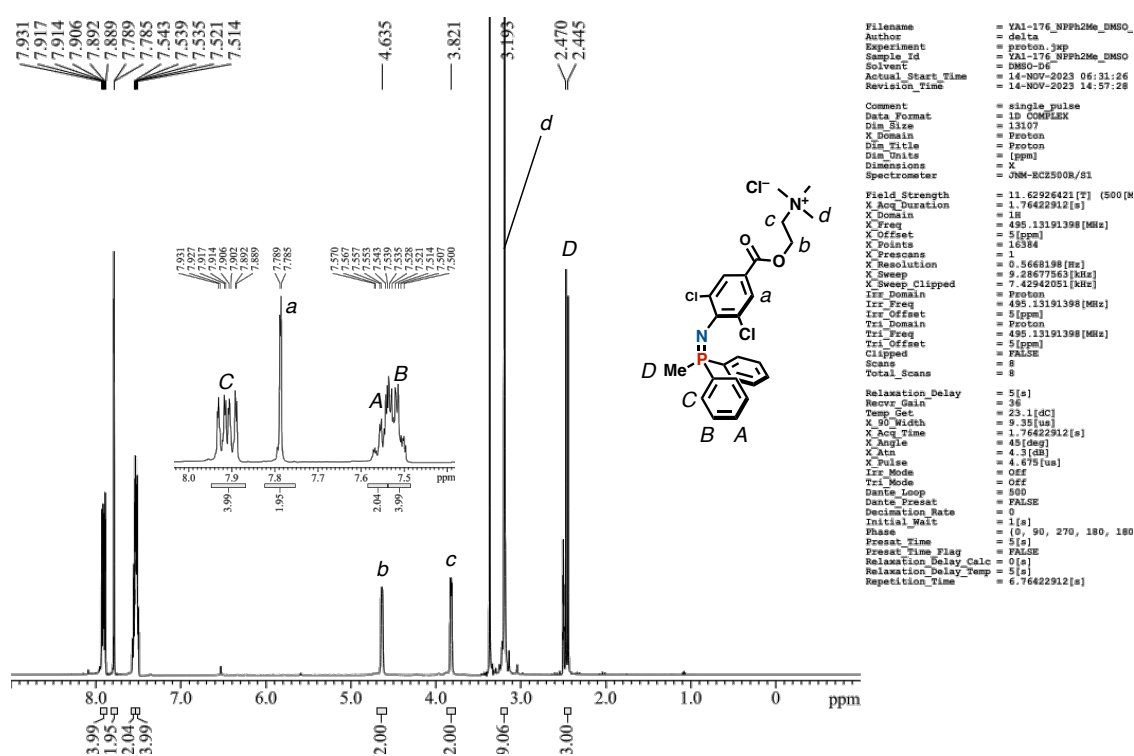 7.931
7.917
7.914
7.906
7.892
7.889
7.789
7.785
7.543
7.539
7.535
7.521
7.514
4.635
3.821
3.193
2.470
2.445
d
Cl⁻
N⁺
d
c
b
O
O
a
Cl
Cl
N
P
Me
D
C
B
A
D
7.931
7.927
7.917
7.914
7.906
7.902
7.892
7.889
7.789
7.785
7.570
7.567
7.557
7.553
7.543
7.539
7.535
7.528
7.521
7.514
7.507
7.500
a
C
B
A
8.0 7.9 7.8 7.7 7.6 7.5 ppm
3.99 1.95 2.04 3.99
b
c
8.0 7.0 6.0 5.0 4.0 3.0 2.0 1.0 0 ppm
3.99 1.95 2.04 3.99 2.00 2.00 9.06 3.00
Filename = YA1-176_NPPh2Me_DMSO_
Author = delta
Experiment = proton.jxp
Sample_Id = YA1-176_NPPh2Me_DMSO
Solvent = DMSO-D6
Actual_Start_Time = 14-NOV-2023 06:31:26
Revision_Time = 14-NOV-2023 14:57:28
Comment = single_pulse
Data_Format = 1D COMPLEX
Dim_Size = 13107
X_Domain = Proton
Dim_Title = Proton
Dim_Units = [ppm]
Dimensions = X
Spectrometer = JNM-ECZ500R/S1
Field_Strength = 11.62926421[T] (500[M
X_Acq_Duration = 1.76422912[s]
X_Domain = 1H
X_Freq = 495.13191398[MHz]
X_Offset = 5[ppm]
X_Points = 16384
X_Prescans = 1
X_Resolution = 0.5668198[Hz]
X_Sweep = 9.28677563[kHz]
X_Sweep_Clipped = 7.42942051[kHz]
Irr_Domain = Proton
Irr_Freq = 495.13191398[MHz]
Irr_Offset = 5[ppm]
Tri_Domain = Proton
Tri_Freq = 495.13191398[MHz]
Tri_Offset = 5[ppm]
Clipped = FALSE
Scans = 8
Total_Scans = 8
Relaxation_Delay = 5[s]
Recvr_Gain = 36
Temp_Get = 23.1[dC]
X_90_Width = 9.35[us]
X_Acq_Time = 1.76422912[s]
X_Angle = 45[deg]
X_Atn = 4.3[dB]
X_Pulse = 4.675[us]
Irr_Mode = Off
Tri_Mode = Off
Dante_Loop = 500
Dante_Presat = FALSE
Decimation_Rate = 0
Initial_Wait = 1[s]
Phase = {0, 90, 270, 180, 180
Presat_Time = 5[s]
Presat_Time_Flag = FALSE
Relaxation_Delay_Calc = 0[s]
Relaxation_Delay_Temp = 5[s]
Repetition_Time = 6.76422912[s]